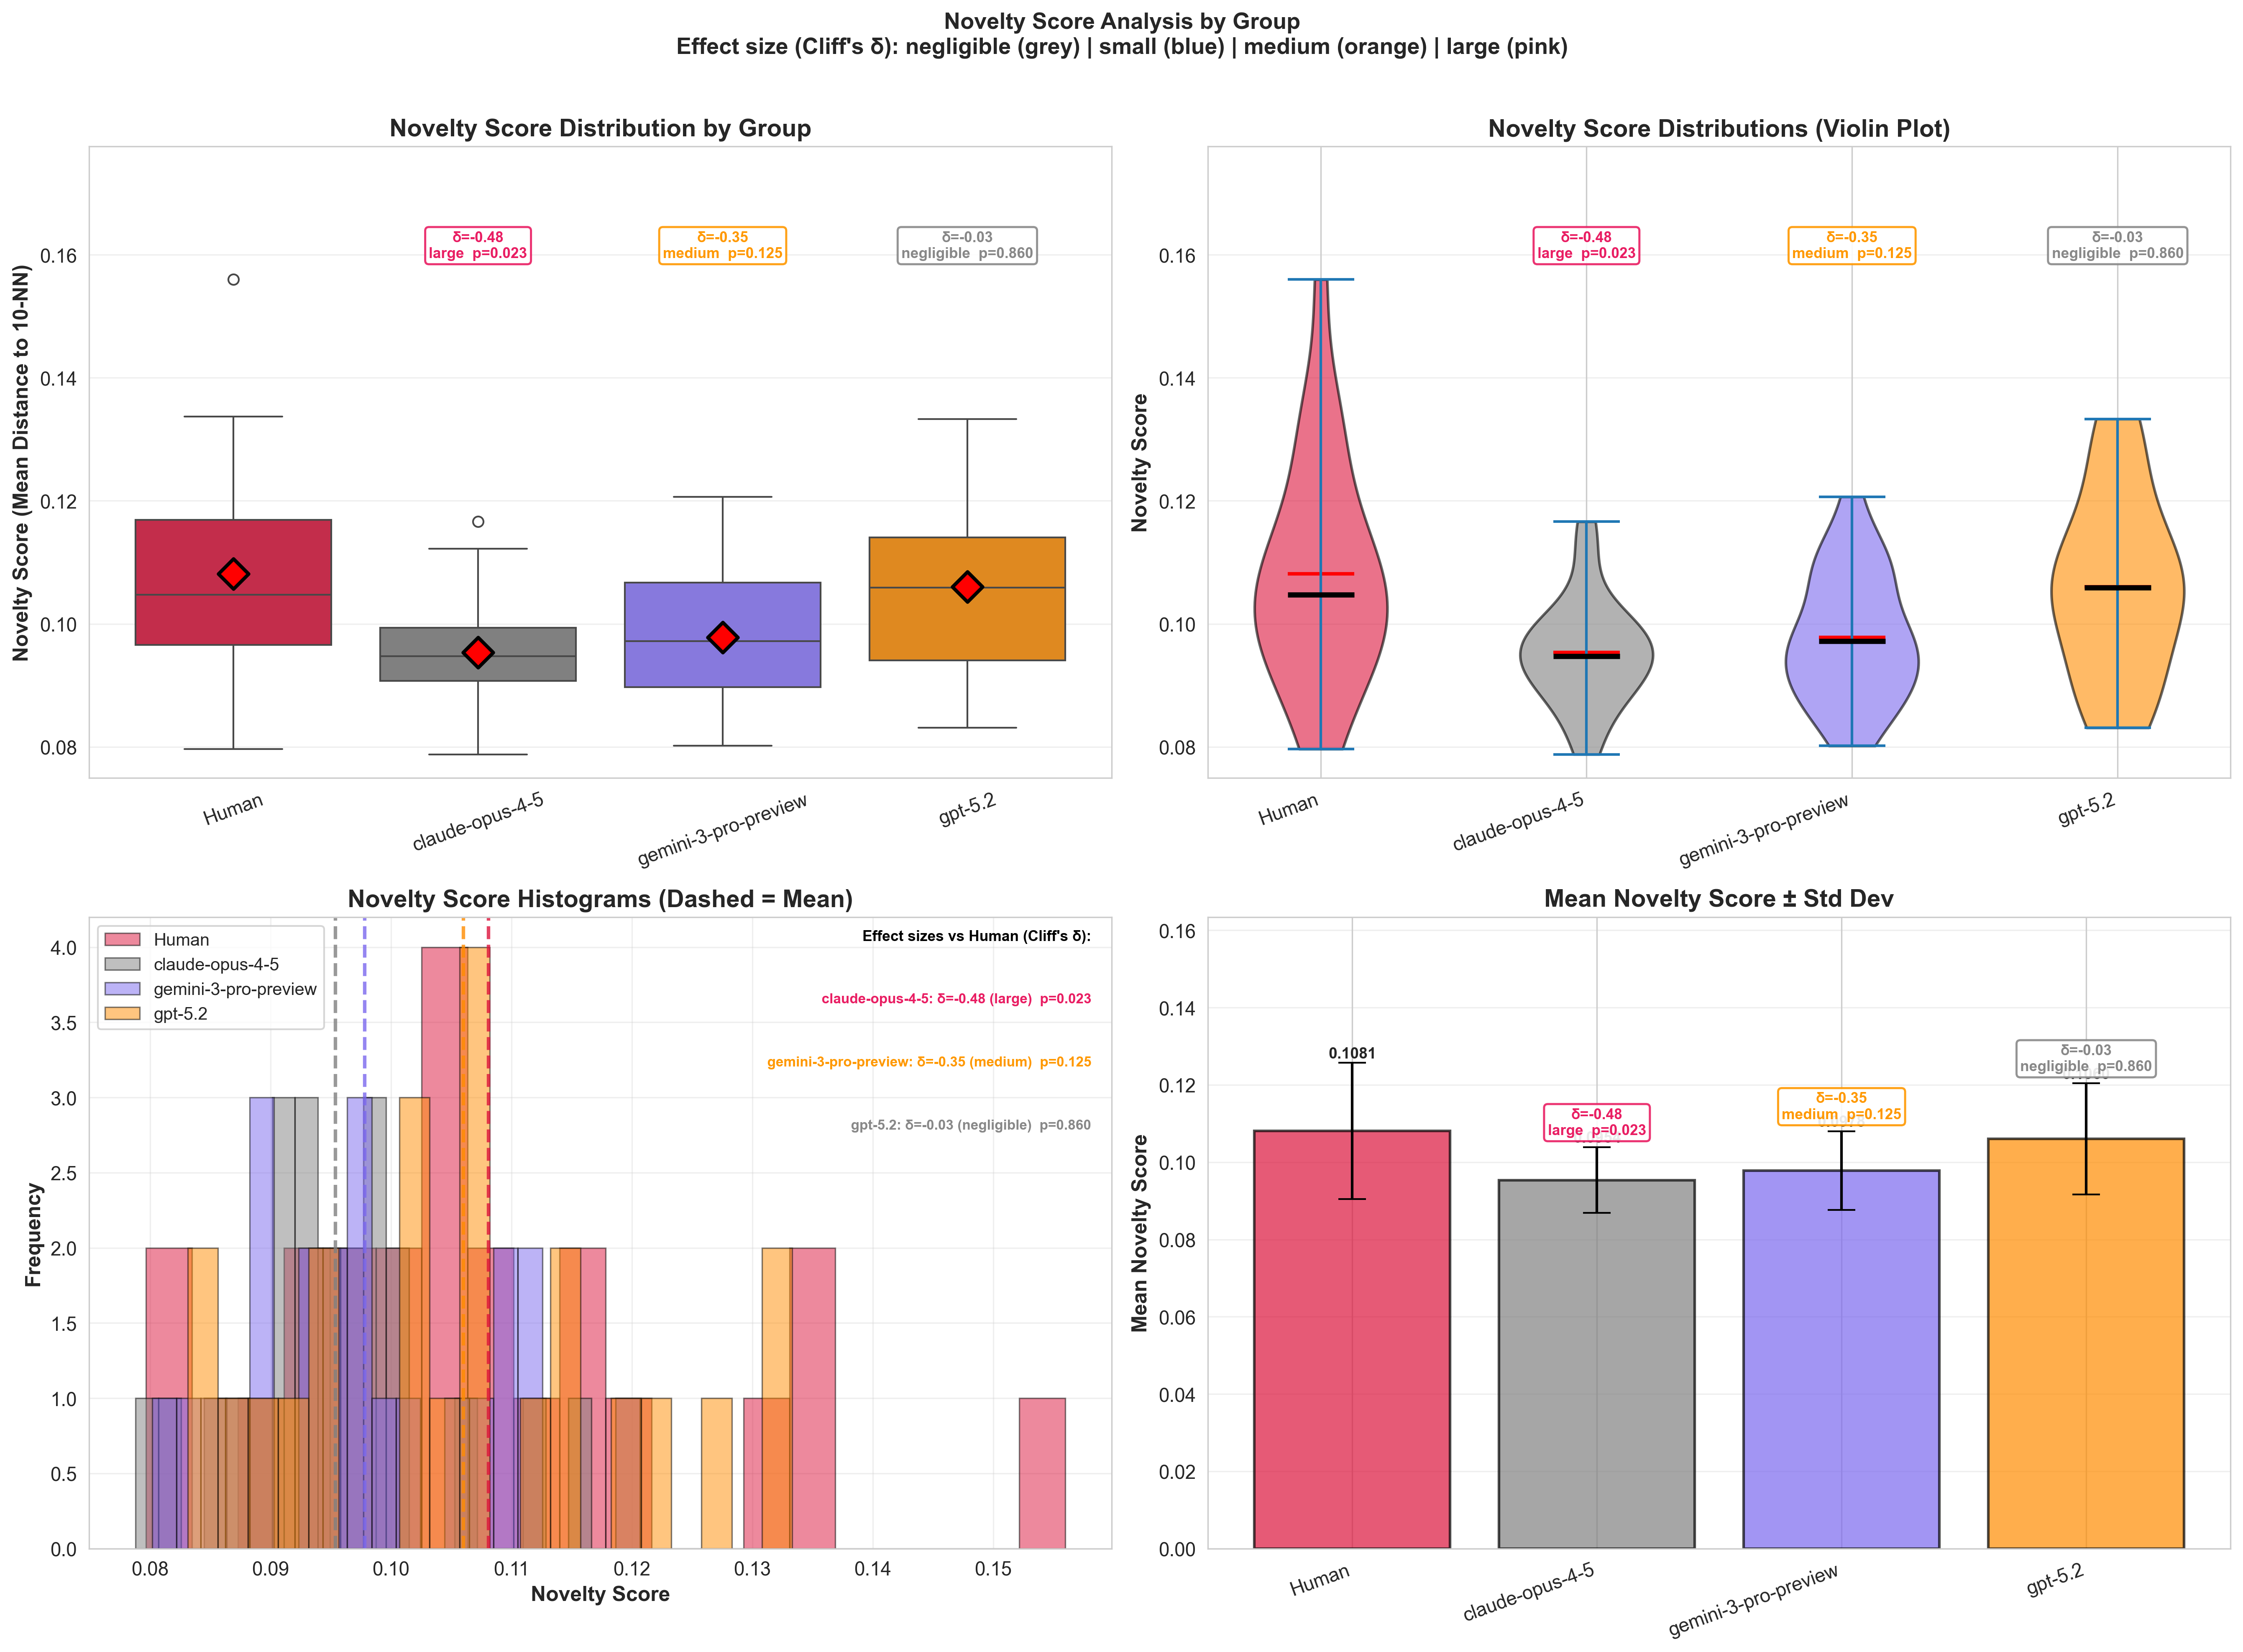 Novelty Score Analysis by Group
Effect size (Cliff's δ): negligible (grey) | small (blue) | medium (orange) | large (pink)
Novelty Score Distribution by Group
Novelty Score (Mean Distance to 10-NN)
0.16
0.14
0.12
0.10
0.08
δ=-0.48
large p=0.023
δ=-0.35
medium p=0.125
δ=-0.03
negligible p=0.860
Human
claude-opus-4-5
gemini-3-pro-preview
gpt-5.2
Novelty Score Distributions (Violin Plot)
Novelty Score
0.16
0.14
0.12
0.10
0.08
δ=-0.48
large p=0.023
δ=-0.35
medium p=0.125
δ=-0.03
negligible p=0.860
Human
claude-opus-4-5
gemini-3-pro-preview
gpt-5.2
Novelty Score Histograms (Dashed = Mean)
Frequency
4.0
3.5
3.0
2.5
2.0
1.5
1.0
0.5
0.0
Human
claude-opus-4-5
gemini-3-pro-preview
gpt-5.2
Effect sizes vs Human (Cliff's δ):
claude-opus-4-5: δ=-0.48 (large) p=0.023
gemini-3-pro-preview: δ=-0.35 (medium) p=0.125
gpt-5.2: δ=-0.03 (negligible) p=0.860
0.08 0.09 0.10 0.11 0.12 0.13 0.14 0.15
Novelty Score
Mean Novelty Score ± Std Dev
Mean Novelty Score
0.16
0.14
0.12
0.10
0.08
0.06
0.04
0.02
0.00
0.1081
δ=-0.48
large p=0.023
δ=-0.35
medium p=0.125
δ=-0.03
negligible p=0.860
Human
claude-opus-4-5
gemini-3-pro-preview
gpt-5.2